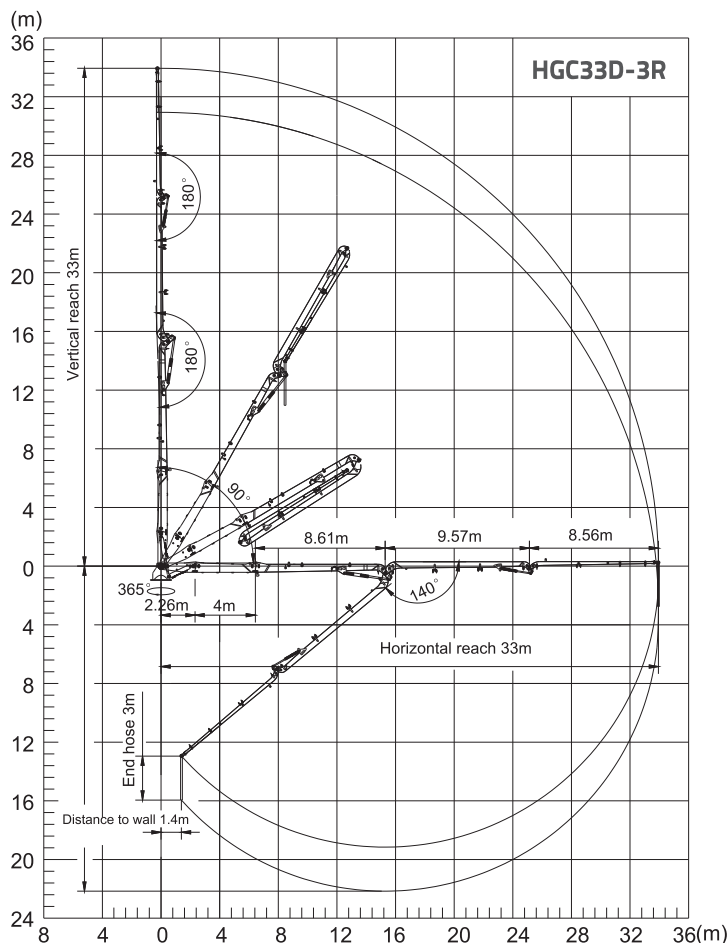 (m)
36
HGC33D-3R
32
28
180°
24
20
Vertical reach 33m
16
180°
12
8
90°
4
8.61m
9.57m
8.56m
0
365°
2.26m
4m
140°
4
Horizontal reach 33m
8
End hose 3m
12
16
Distance to wall 1.4m
20
24
8 4 0 4 8 12 16 20 24 28 32 36(m)